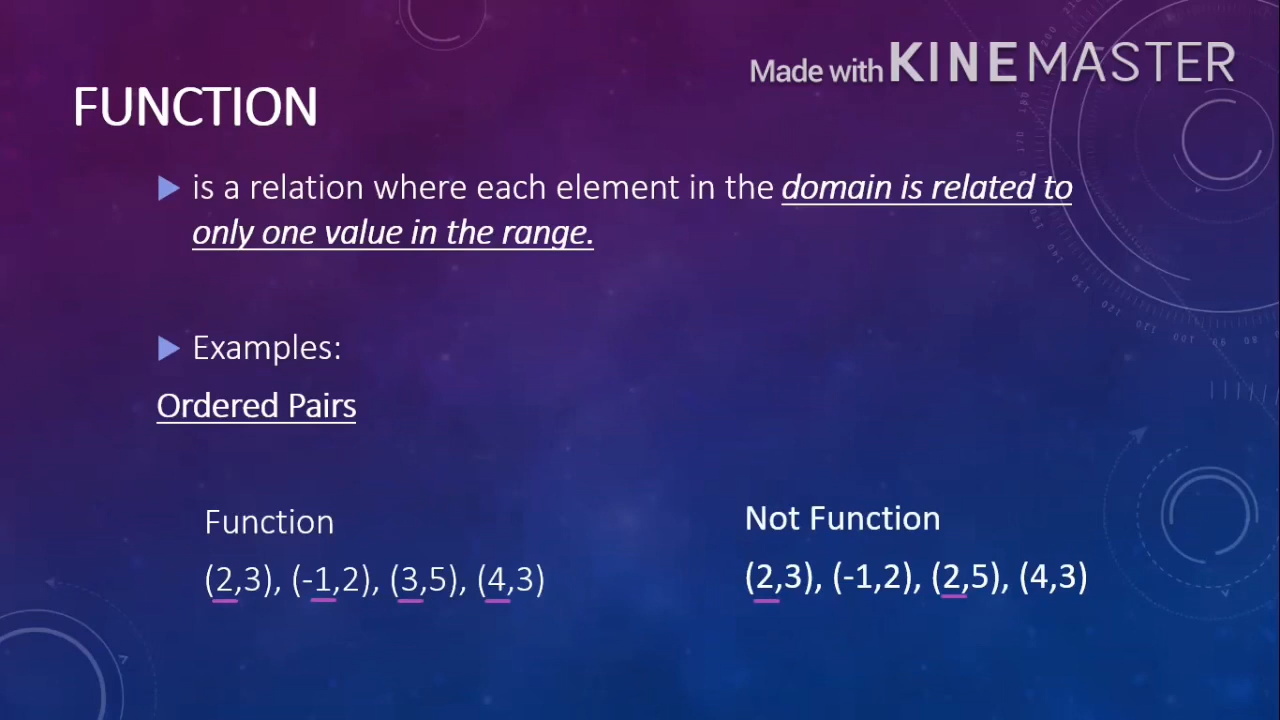 Made with KINEMASTER
FUNCTION
is a relation where each element in the domain is related to
only one value in the range.
Examples:
Ordered Pairs
Function
(2,3), (-1,2), (3,5), (4,3)
Not Function
(2,3), (-1,2), (2,5), (4,3)